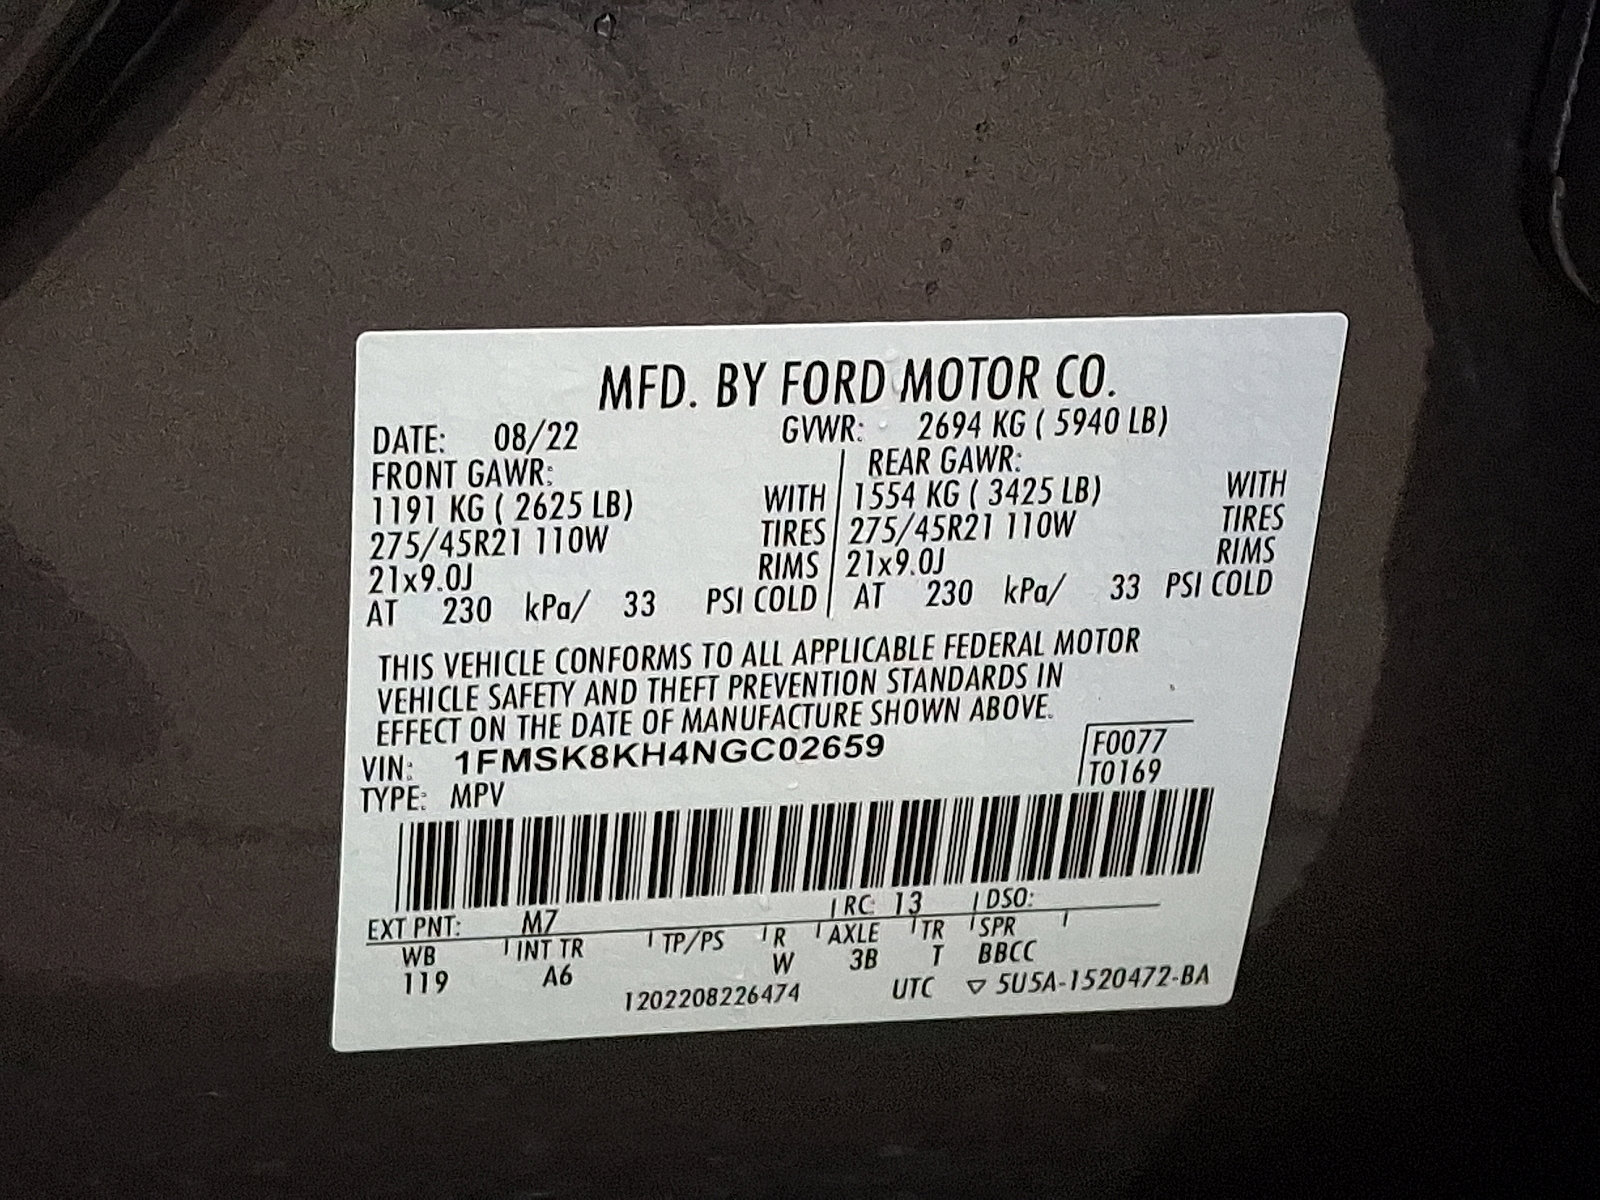 MFD. BY FORD MOTOR CO.
DATE: 08/22 GVWR: 2694 KG ( 5940 LB)
FRONT GAWR: REAR GAWR:
1191 KG ( 2625 LB) WITH 1554 KG ( 3425 LB) WITH
275/45R21 110W TIRES 275/45R21 110W TIRES
21x9.0J RIMS 21x9.0J RIMS
AT 230 kPa/ 33 PSI COLD AT 230 kPa/ 33 PSI COLD
THIS VEHICLE CONFORMS TO ALL APPLICABLE FEDERAL MOTOR
VEHICLE SAFETY AND THEFT PREVENTION STANDARDS IN
EFFECT ON THE DATE OF MANUFACTURE SHOWN ABOVE.
VIN: 1FMSK8KH4NGC02659 F0077
TYPE: MPV T0169
EXT PNT: M7 RC: 13 DSO:
WB INT TR TP/PS R AXLE TR SPR
119 A6 W 3B T BBCC
1202208226474 UTC ▽ 5U5A-1520472-BA